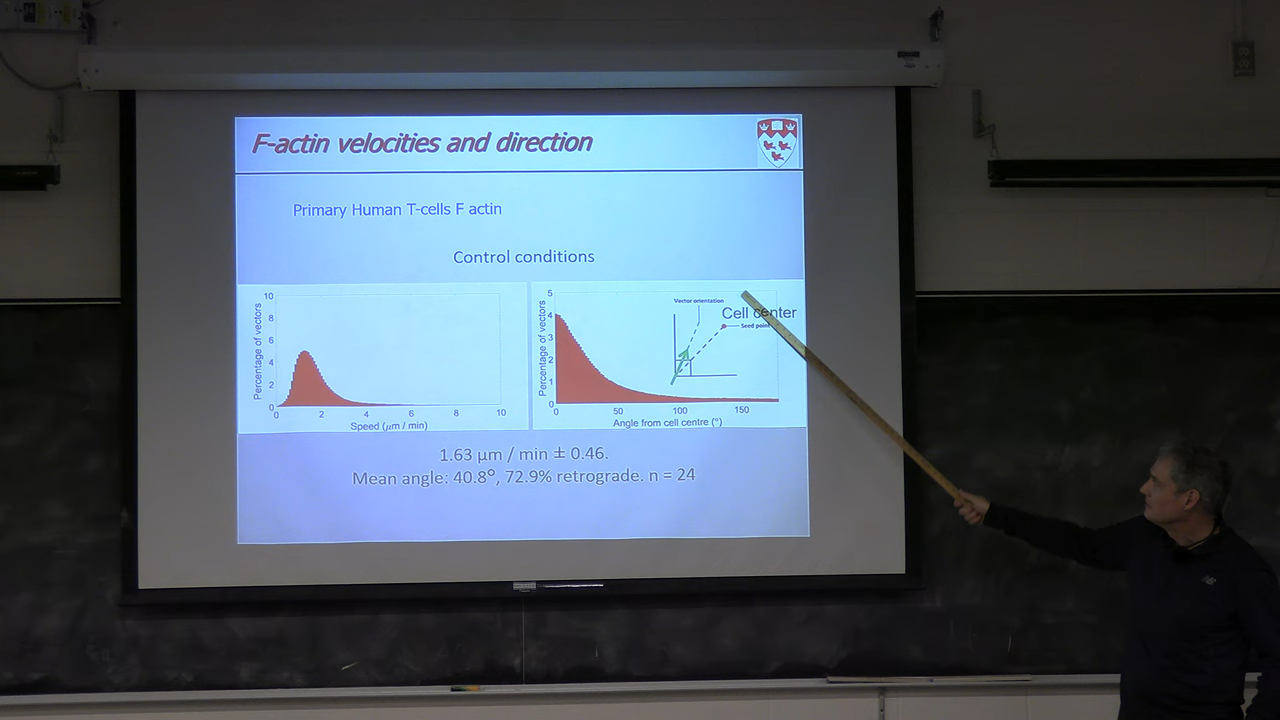 F-actin velocities and direction
Primary Human T-cells F actin
Control conditions
Percentage of vectors
10
8
6
4
2
0
0 2 4 6 8 10
Speed (μm / min)
Percentage of vectors
5
4
3
2
1
0
0 50 100 150
Angle from cell centre (°)
Vector orientation
Cell center
Seed point
1.63 μm / min ± 0.46.
Mean angle: 40.8°, 72.9% retrograde. n = 24